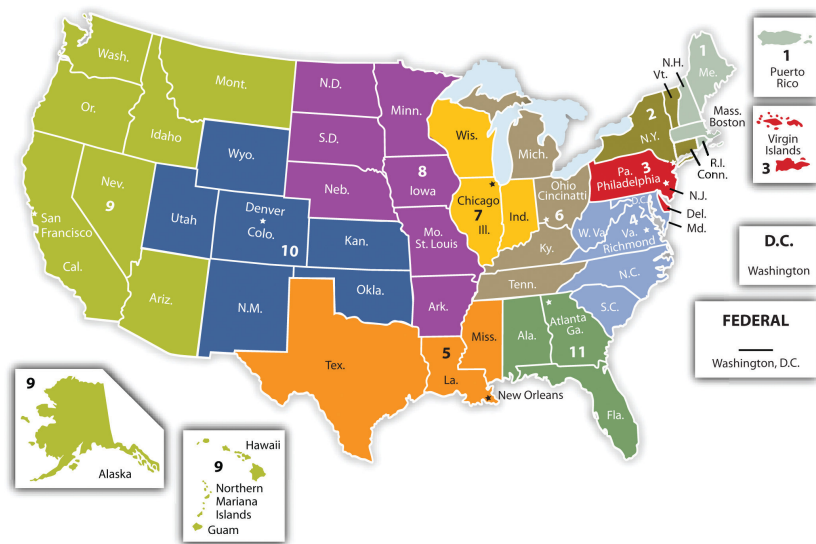 Wash.
Mont.
N.D.
Minn.
Or.
Idaho
Wyo.
S.D.
Wis.
Mich.
Vt.
N.H.
1
Me.
2
N.Y.
Mass.
Boston
R.I.
Conn.
1
Puerto
Rico
Virgin
Islands
3
Nev.
9
Utah
Denver
Colo.
10
Neb.
8
Iowa
Chicago
7
Ill.
Ind.
Ohio
Cincinatti
6
Pa.
3
Philadelphia
N.J.
Del.
Md.
D.C.
San
Francisco
Cal.
Kan.
Mo.
St. Louis
Ky.
W. Va.
4
Va.
Richmond
D.C.
Washington
Ariz.
N.M.
Okla.
Ark.
Tenn.
N.C.
S.C.
FEDERAL
Washington, D.C.
Tex.
5
La.
New Orleans
Miss.
Ala.
Atlanta
Ga.
11
Fla.
9
Alaska
Hawaii
9
Northern
Mariana
Islands
Guam